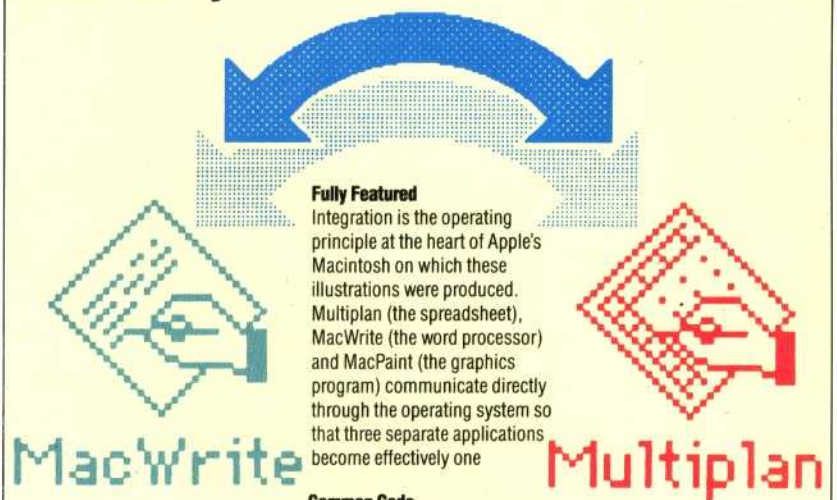 Fully Featured
Integration is the operating
principle at the heart of Apple's
Macintosh on which these
illustrations were produced.
Multiplan (the spreadsheet),
MacWrite (the word processor)
and MacPaint (the graphics
program) communicate directly
through the operating system so
that three separate applications
become effectively one
MacWrite
Multiplan
Common Code